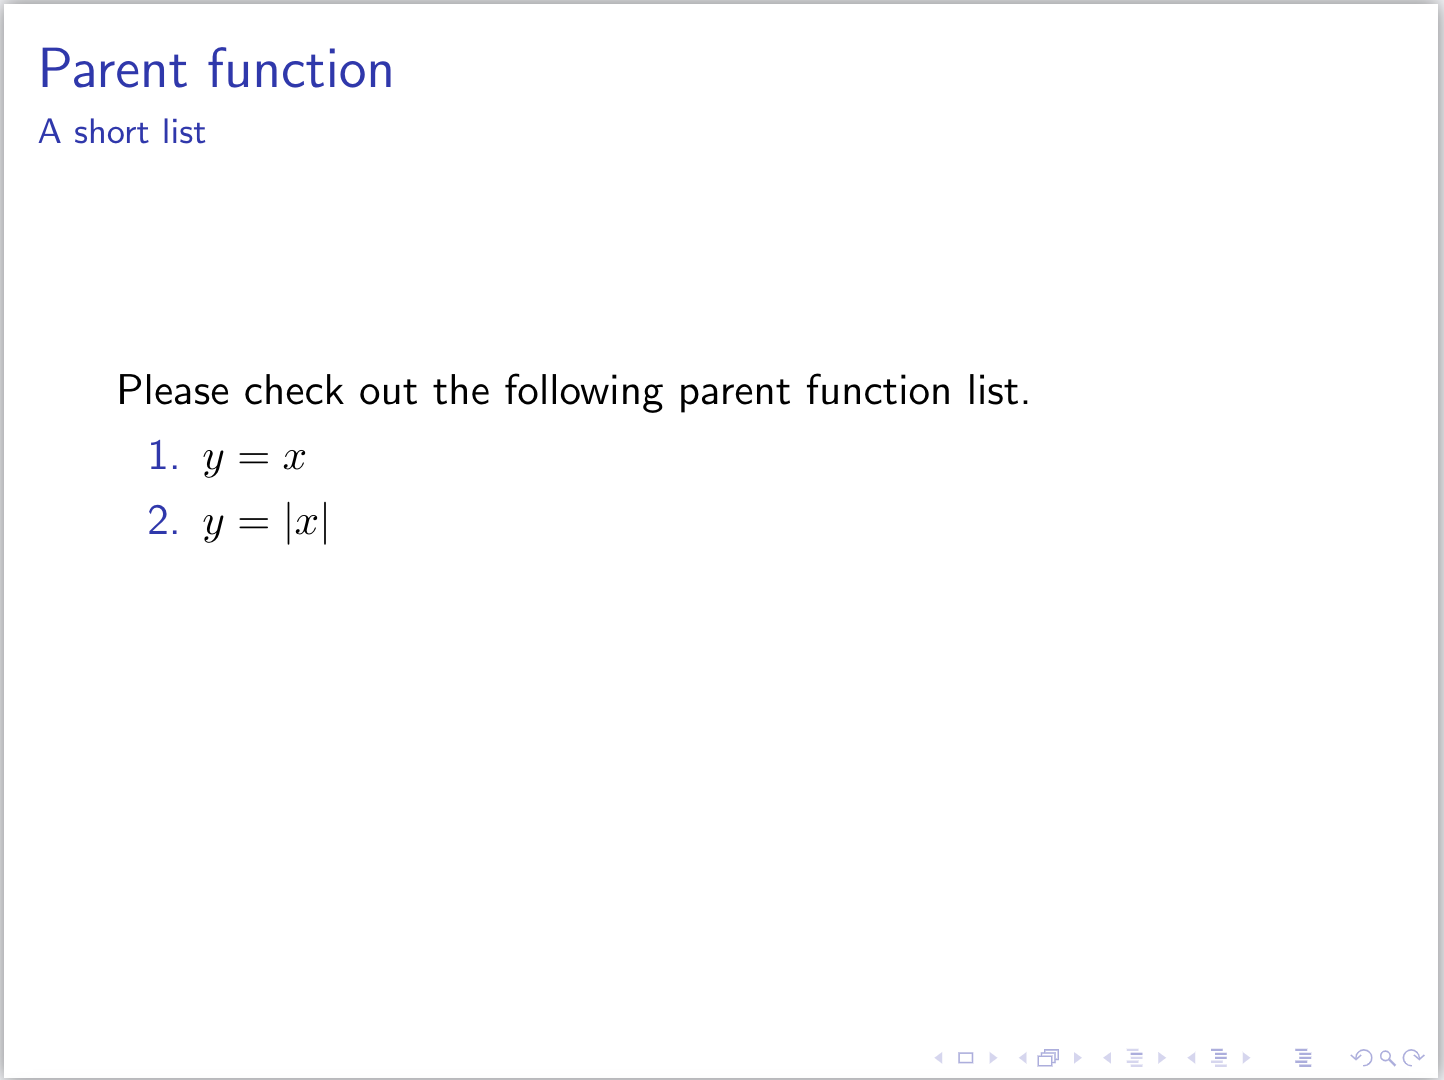 Parent function
A short list
Please check out the following parent function list.
1. y = x
2. y = |x|